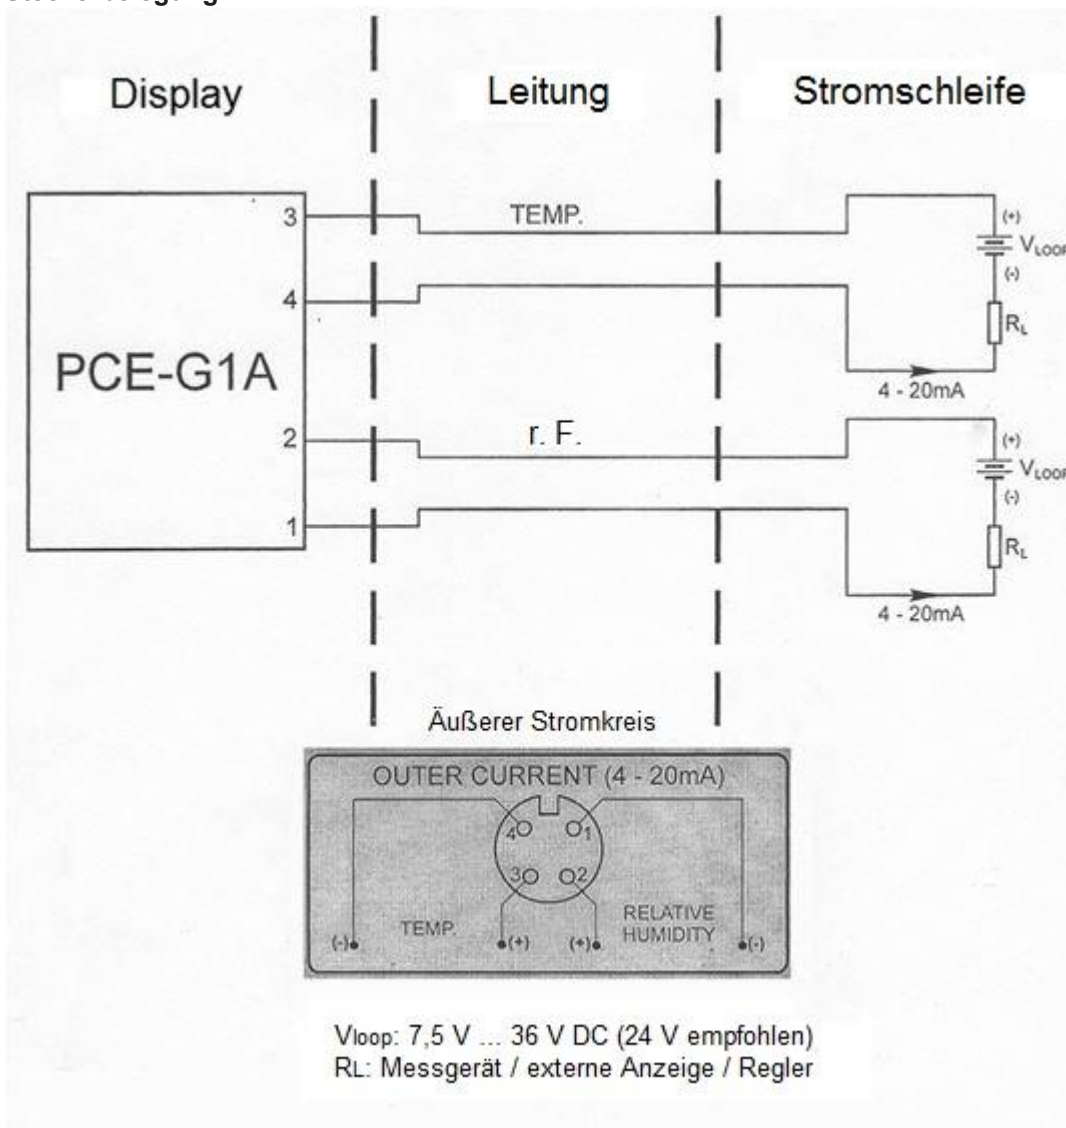 Display
Leitung
Stromschleife
3
TEMP.
(+)
VLOOP
(-)
4
RL
PCE-G1A
4 - 20mA
2
r. F.
(+)
VLOOP
(-)
1
RL
4 - 20mA
Äußerer Stromkreis
OUTER CURRENT (4 - 20mA)
4
1
3
2
TEMP.
RELATIVE
HUMIDITY
(-)
(+)
(+)
(-)
Vloop: 7,5 V ... 36 V DC (24 V empfohlen)
RL: Messgerät / externe Anzeige / Regler